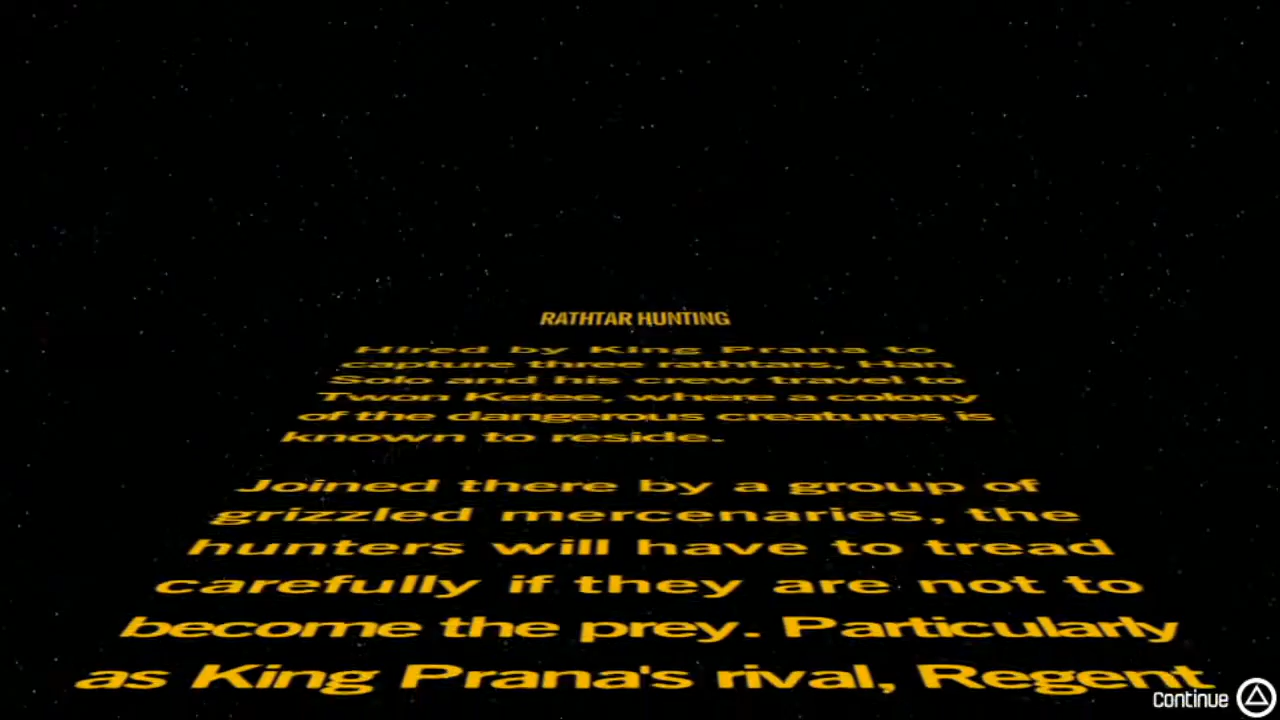 RATHTAR HUNTING
Hired by King Prana to
capture three rathtars, Han
Solo and his crew travel to
Twon Ketee, where a colony
of the dangerous creatures is
known to reside.
Joined there by a group of
grizzled mercenaries, the
hunters will have to tread
carefully if they are not to
become the prey. Particularly
as King Prana's rival, Regent
Continue